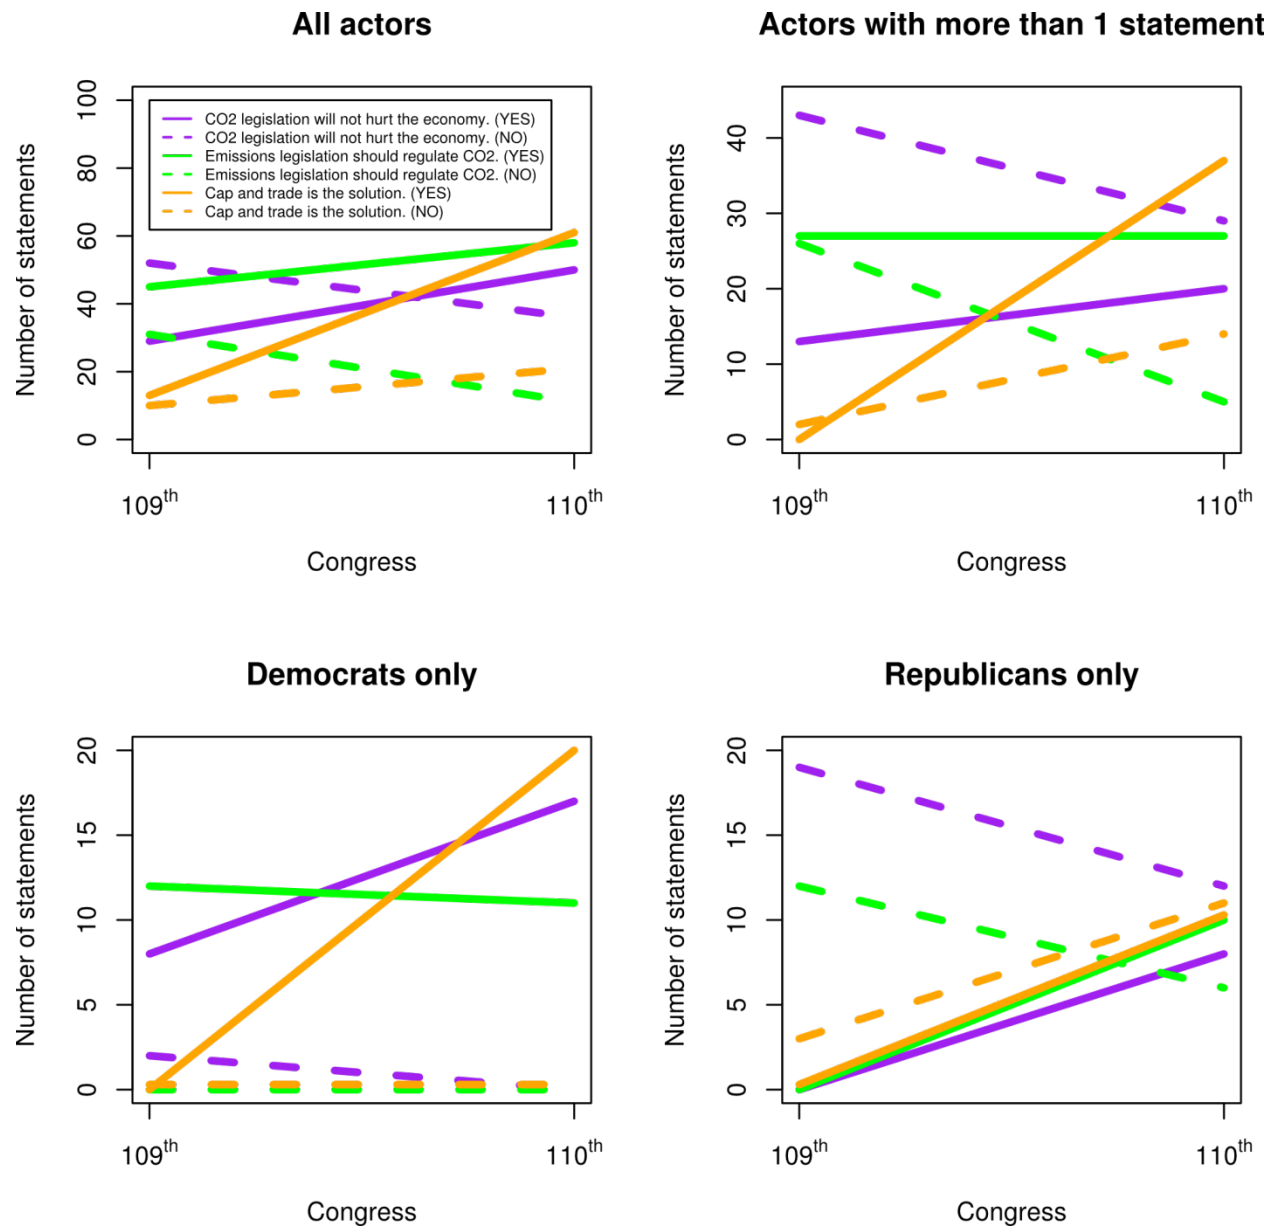 All actors
Number of statements
100
80
60
40
20
0
CO2 legislation will not hurt the economy. (YES)
CO2 legislation will not hurt the economy. (NO)
Emissions legislation should regulate CO2. (YES)
Emissions legislation should regulate CO2. (NO)
Cap and trade is the solution. (YES)
Cap and trade is the solution. (NO)
109th
110th
Congress
Actors with more than 1 statement
Number of statements
40
30
20
10
0
109th
110th
Congress
Democrats only
Number of statements
20
15
10
5
0
109th
110th
Congress
Republicans only
Number of statements
20
15
10
5
0
109th
110th
Congress